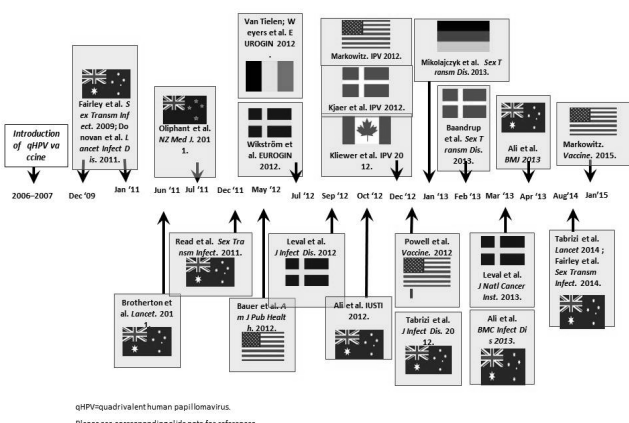 Van Tielen; W
eyers et al. E
UROGIN 2012
.
Markowitz. IPV 2012.
Mikolajczyk et al. Sex T
ransm Dis. 2013.
Fairley et al. S
ex Transm Inf
ect. 2009; Do
novan et al. L
ancet Infect D
is. 2011.
Oliphant et al.
NZ Med J. 201
1.
Wikström et
al. EUROGIN
2012.
Kjaer et al. IPV 2012.
Kliewer et al. IPV 20
12.
Baandrup et
al. Sex T
ransm Dis.
2013.
Ali et al.
BMJ 2013
Markowitz.
Vaccine. 2015.
Introduction
of qHPV va
ccine
2006–2007
Dec '09
Jan '11
Jun '11
Jul '11
Dec '11
May '12
Jul '12
Sep '12
Oct '12
Dec '12
Jan '13
Feb '13
Mar '13
Apr '13
Aug'14
Jan'15
Brotherton et
al. Lancet. 201
1.
Read et al. Sex Tra
nsm Infect. 2011.
Bauer et al. A
m J Pub Healt
h. 2012.
Leval et al.
J Infect Dis. 2012
Ali et al. IUSTI
2012.
Powell et al.
Vaccine. 2012
Tabrizi et al.
J Infect Dis. 20
12.
Leval et al.
J Natl Cancer
Inst. 2013.
Ali et al.
BMC Infect Di
s 2013.
Tabrizi et al.
Lancet 2014 ;
Fairley et al.
Sex Transm
Infect. 2014.
qHPV=quadrivalent human papillomavirus.